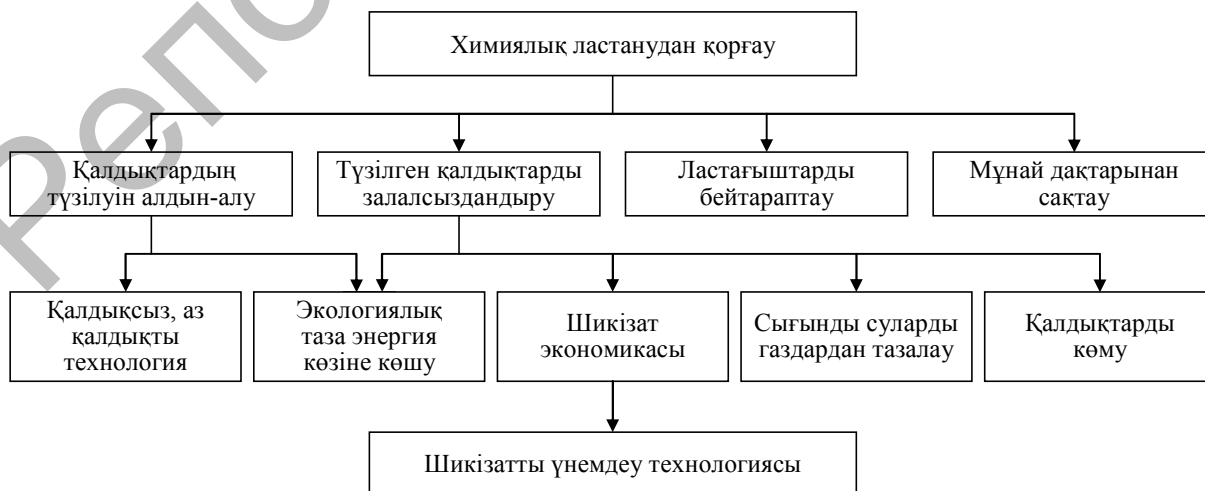 Химиялық ластанудан қорғау
Қалдықтардың
түзілуін алдын-алу
Түзілген қалдықтарды
залалсыздандыру
Ластағыштарды
бейтараптау
Мұнай дақтарынан
сақтау
Қалдықсыз, аз
қалдықты
технология
Экологиялық
таза энергия
көзіне көшу
Шикізат
экономикасы
Сығынды суларды
газдардан тазалау
Қалдықтарды
көму
Шикізатты үнемдеу технологиясы